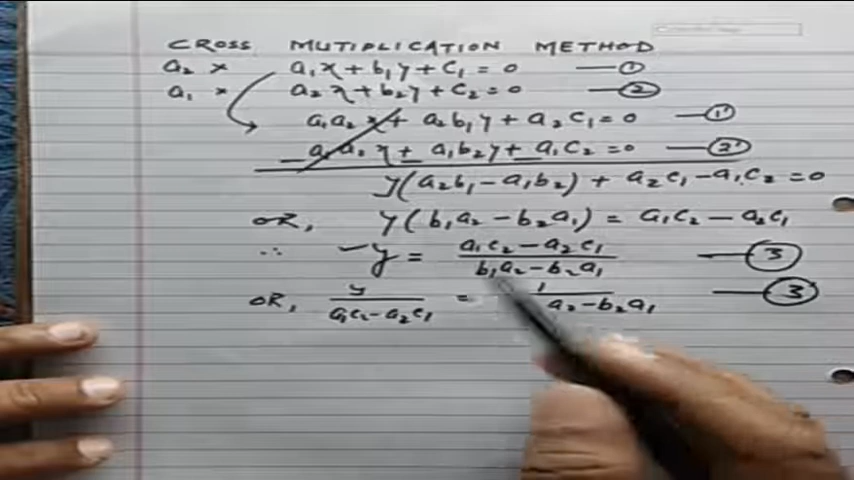 CROSS MUTIPLICATION METHOD
a₂ × a₁x + b₁y + c₁ = 0 — ①
a₁ × a₂x + b₂y + c₂ = 0 — ②
a₁a₂x + a₂b₁y + a₂c₁ = 0 — ①'
a₁a₂x + a₁b₂y + a₁c₂ = 0 — ②'
y(a₂b₁ - a₁b₂) + a₂c₁ - a₁c₂ = 0
OR, y(b₁a₂ - b₂a₁) = a₁c₂ - a₂c₁
∴ - y = (a₁c₂ - a₂c₁)/(b₁a₂ - b₂a₁) — ③
OR, y/(a₁c₂ - a₂c₁) = 1/(a₂ - b₂a₁) — ③